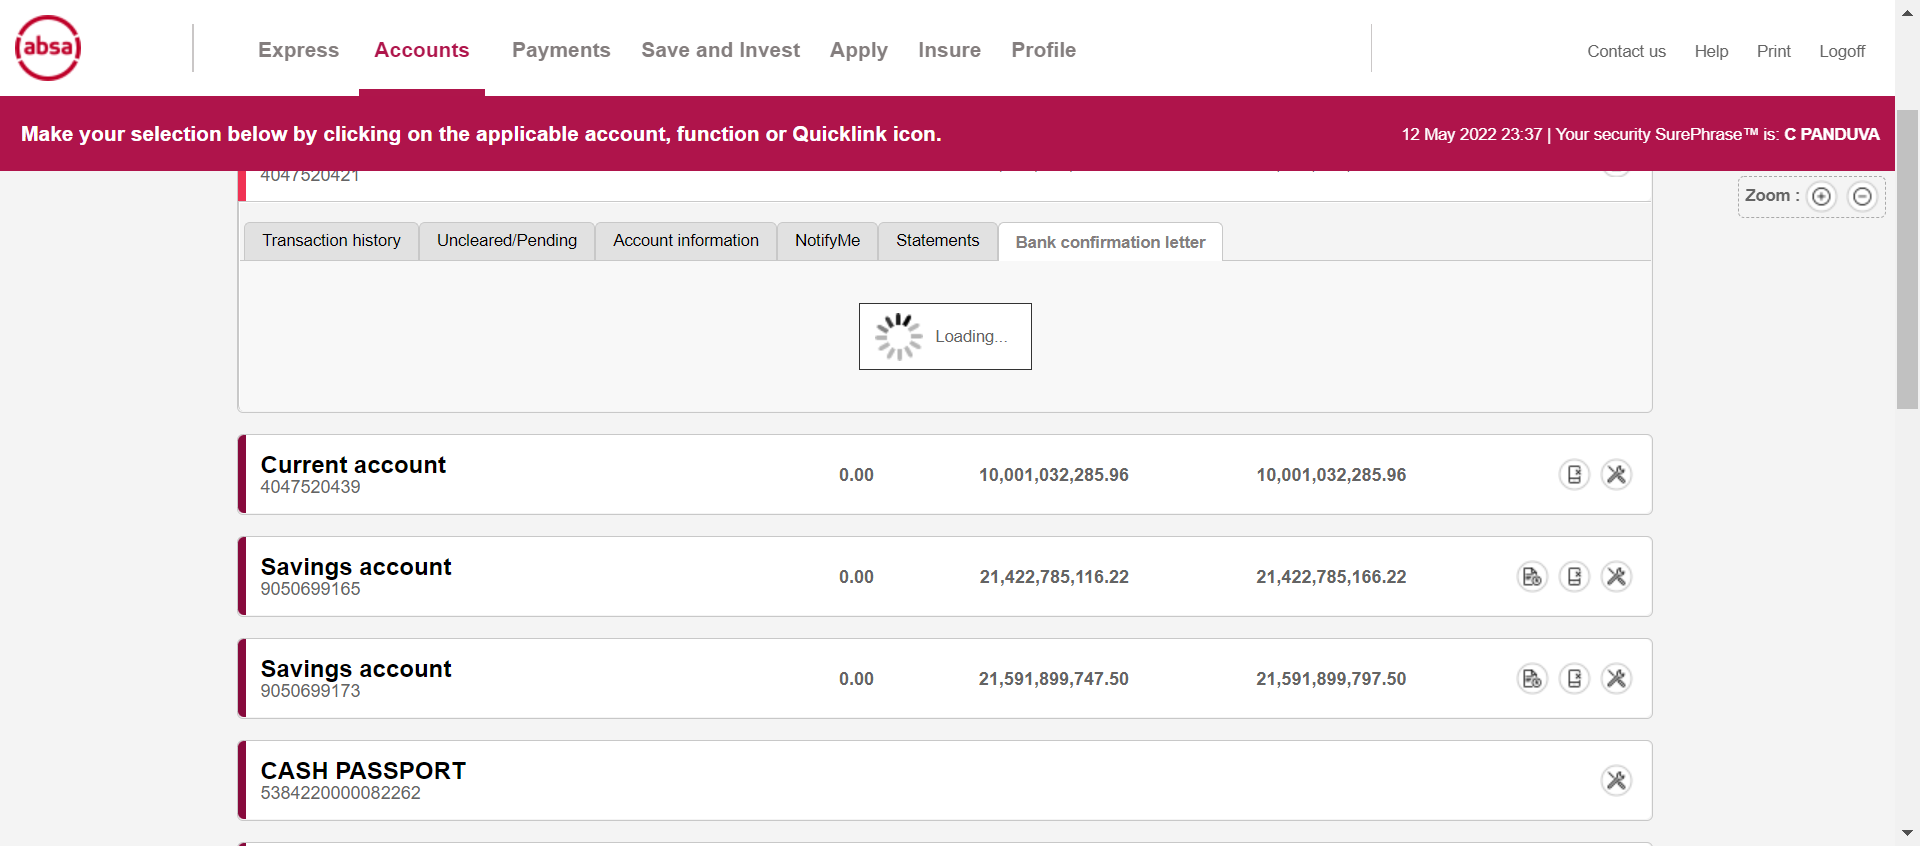 absa
Express Accounts Payments Save and Invest Apply Insure Profile
Contact us Help Print Logoff
Make your selection below by clicking on the applicable account, function or Quicklink icon.
12 May 2022 23:37 | Your security SurePhrase™ is: C PANDUVA
4047520421
Zoom :
Transaction history Uncleared/Pending Account information NotifyMe Statements Bank confirmation letter
Loading...
Current account
4047520439
0.00 10,001,032,285.96 10,001,032,285.96
Savings account
9050699165
0.00 21,422,785,116.22 21,422,785,166.22
Savings account
9050699173
0.00 21,591,899,747.50 21,591,899,797.50
CASH PASSPORT
5384220000082262